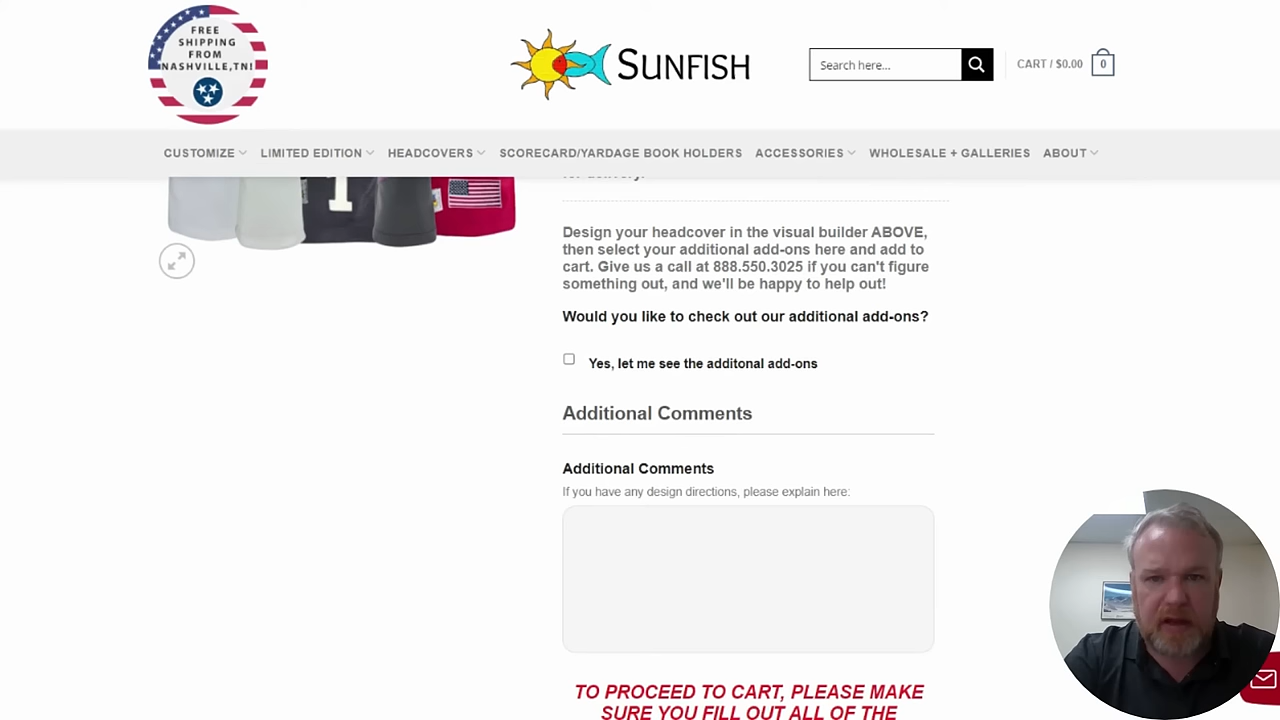 FREE
SHIPPING
FROM
NASHVILLE,TN!
SUNFISH
Search here...
CART / $0.00
0
CUSTOMIZE
LIMITED EDITION
HEADCOVERS
SCORECARD/YARDAGE BOOK HOLDERS
ACCESSORIES
WHOLESALE + GALLERIES
ABOUT
1
for delivery.
Design your headcover in the visual builder ABOVE,
then select your additional add-ons here and add to
cart. Give us a call at 888.550.3025 if you can't figure
something out, and we'll be happy to help out!
Would you like to check out our additional add-ons?
Yes, let me see the additonal add-ons
Additional Comments
Additional Comments
If you have any design directions, please explain here:
TO PROCEED TO CART, PLEASE MAKE
SURE YOU FILL OUT ALL OF THE